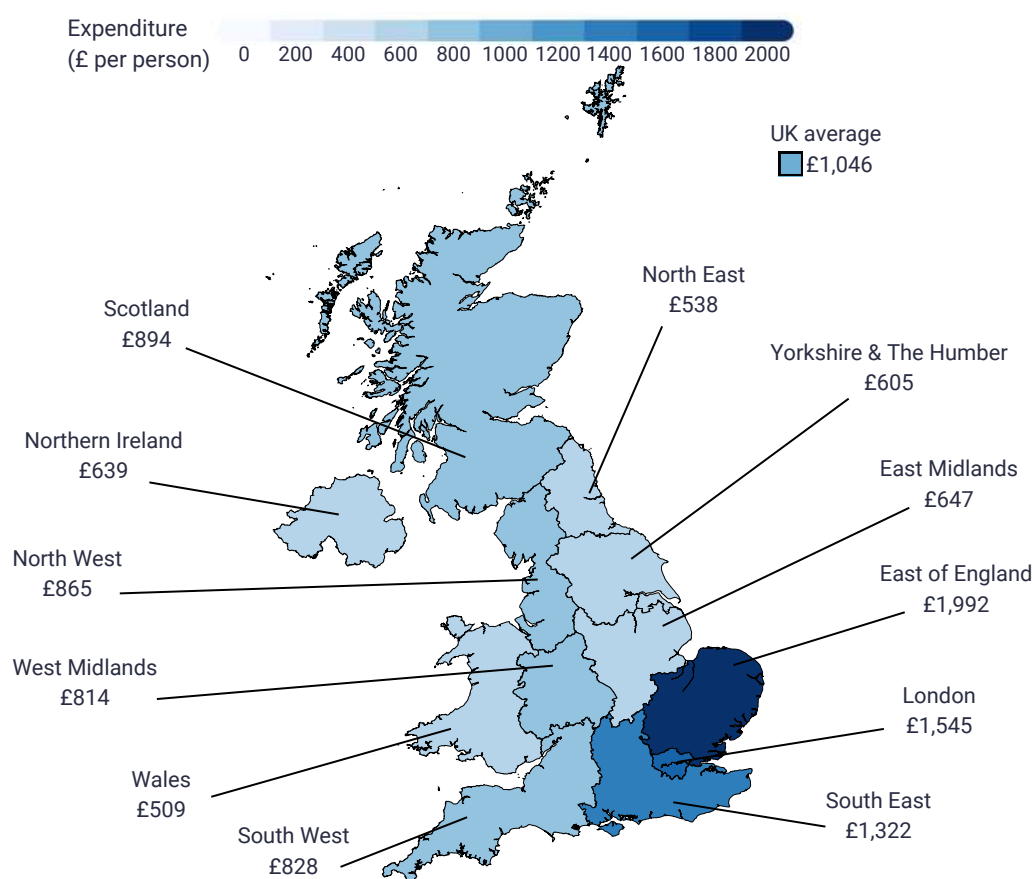 Expenditure
(£ per person)
0 200 400 600 800 1000 1200 1400 1600 1800 2000
UK average
£1,046
North East
£538
Scotland
£894
Yorkshire & The Humber
£605
Northern Ireland
£639
East Midlands
£647
North West
£865
East of England
£1,992
West Midlands
£814
London
£1,545
Wales
£509
South East
£1,322
South West
£828